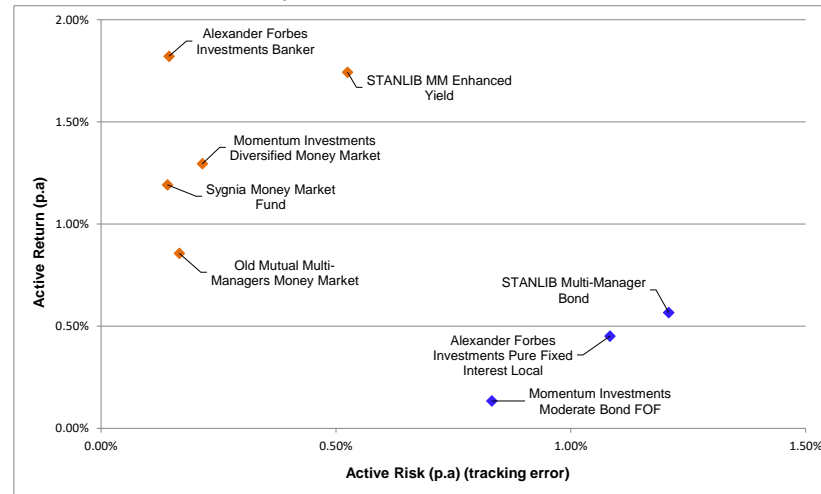 2.00%
Alexander Forbes
Investments Banker
STANLIB MM Enhanced
Yield
1.50%
Momentum Investments
Diversified Money Market
Sygnia Money Market
Fund
1.00%
Old Mutual Multi-
Managers Money Market
STANLIB Multi-Manager
Bond
0.50%
Alexander Forbes
Investments Pure Fixed
Interest Local
Momentum Investments
Moderate Bond FOF
0.00%
0.00%
0.50%
1.00%
1.50%
Active Return (p.a)
Active Risk (p.a) (tracking error)